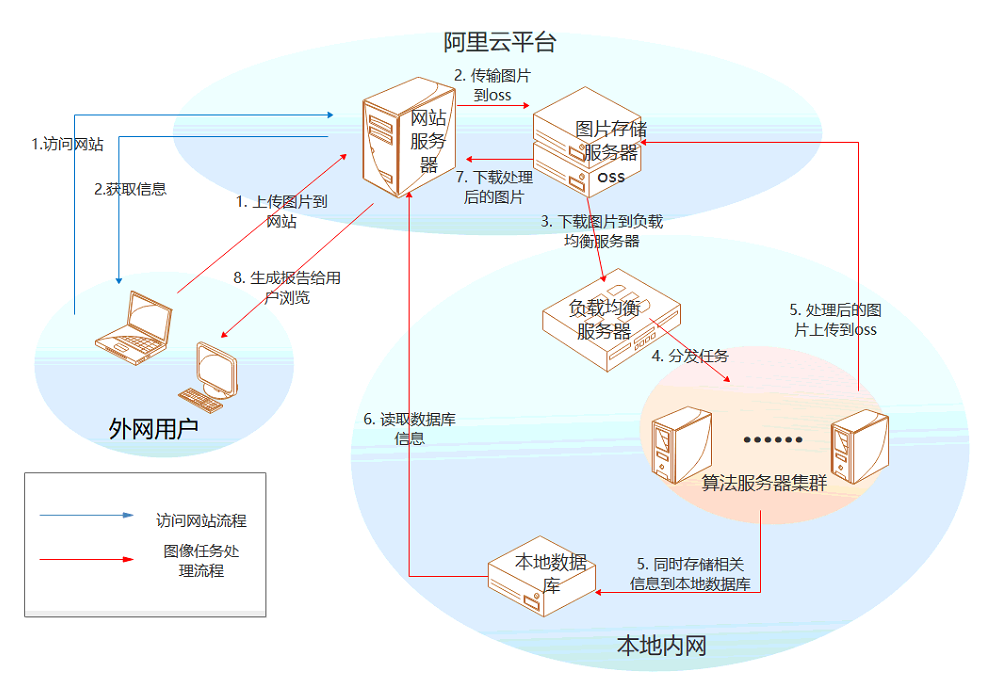 阿里云平台
2. 传输图片
到oss
网站
服务
器
图片存储
服务器
oss
1.访问网站
2.获取信息
7. 下载处理
后的图片
1. 上传图片到
网站
3. 下载图片到负载
均衡服务器
8. 生成报告给用
户浏览
负载均衡
服务器
5. 处理后的图
片上传到oss
4. 分发任务
6. 读取数据库
信息
外网用户
算法服务器集群
访问网站流程
图像任务处
理流程
本地数据
库
5. 同时存储相关
信息到本地数据库
本地内网